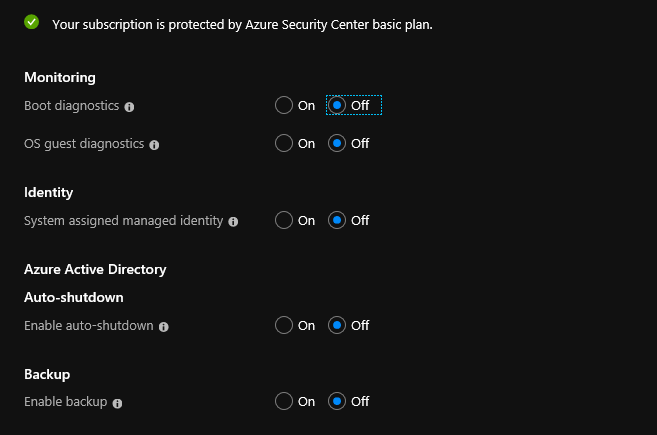 Your subscription is protected by Azure Security Center basic plan.
Monitoring
Boot diagnostics On Off
OS guest diagnostics On Off
Identity
System assigned managed identity On Off
Azure Active Directory
Auto-shutdown
Enable auto-shutdown On Off
Backup
Enable backup On Off